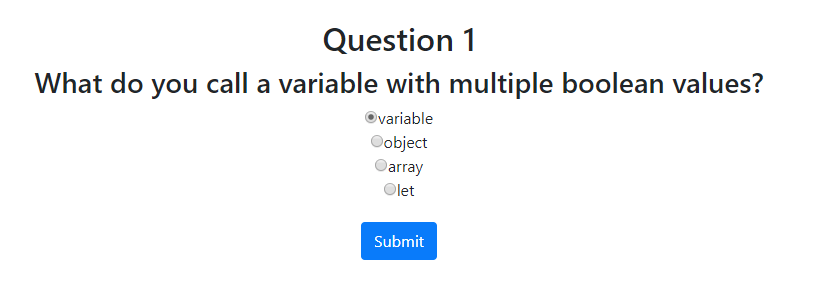 Question 1
What do you call a variable with multiple boolean values?
variable
object
array
let
Submit